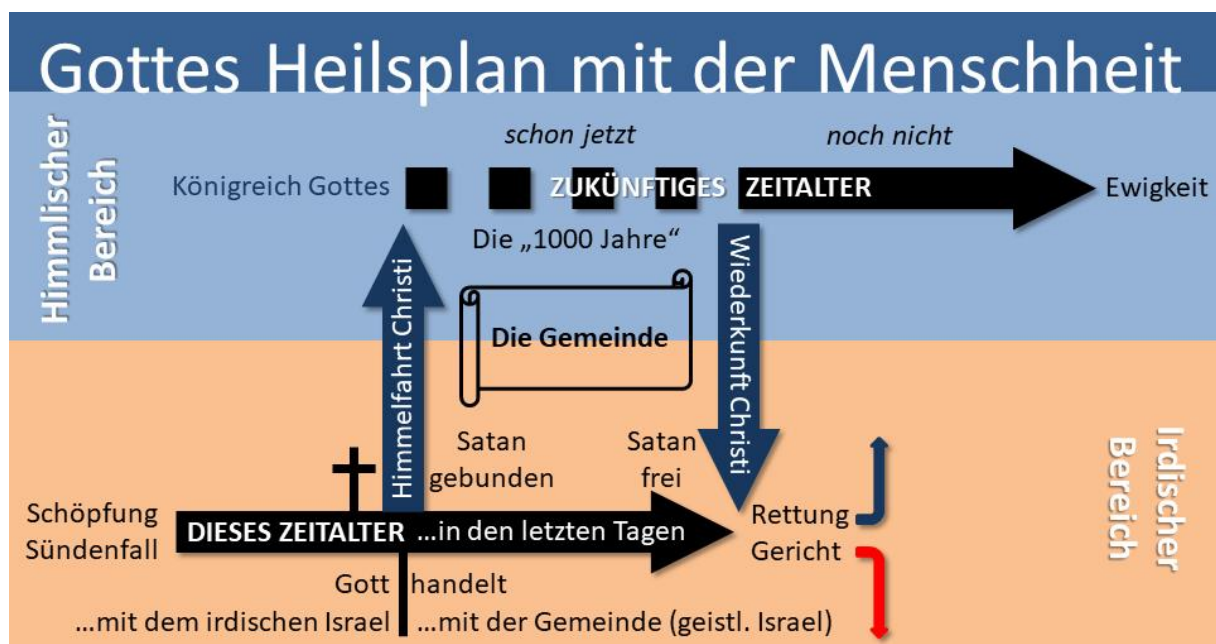 Gottes Heilsplan mit der Menschheit
Himmlischer
Bereich
schon jetzt
noch nicht
Königreich Gottes
ZUKÜNFTIGES ZEITALTER
Ewigkeit
Die „1000 Jahre“
Himmelfahrt Christi
Die Gemeinde
Wiederkunft Christi
Irdischer
Bereich
Satan
gebunden
Satan
frei
Schöpfung
Sündenfall
DIESES ZEITALTER ...in den letzten Tagen
Rettung
Gericht
Gott handelt
...mit dem irdischen Israel
...mit der Gemeinde (geistl. Israel)